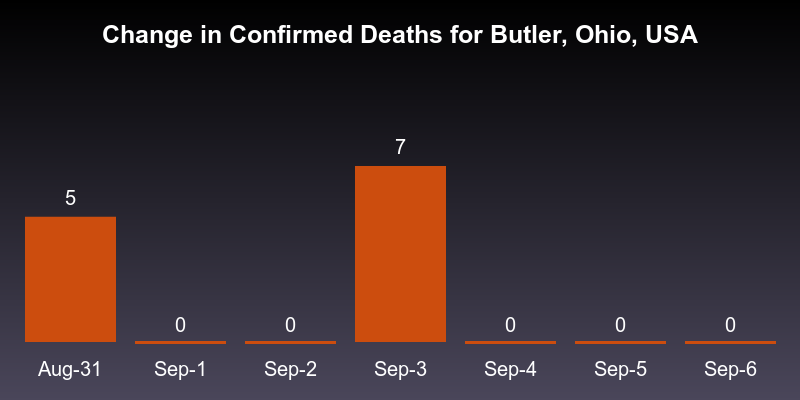 Change in Confirmed Deaths for Butler, Ohio, USA
7
5
0 0 0 0 0
Aug-31 Sep-1 Sep-2 Sep-3 Sep-4 Sep-5 Sep-6